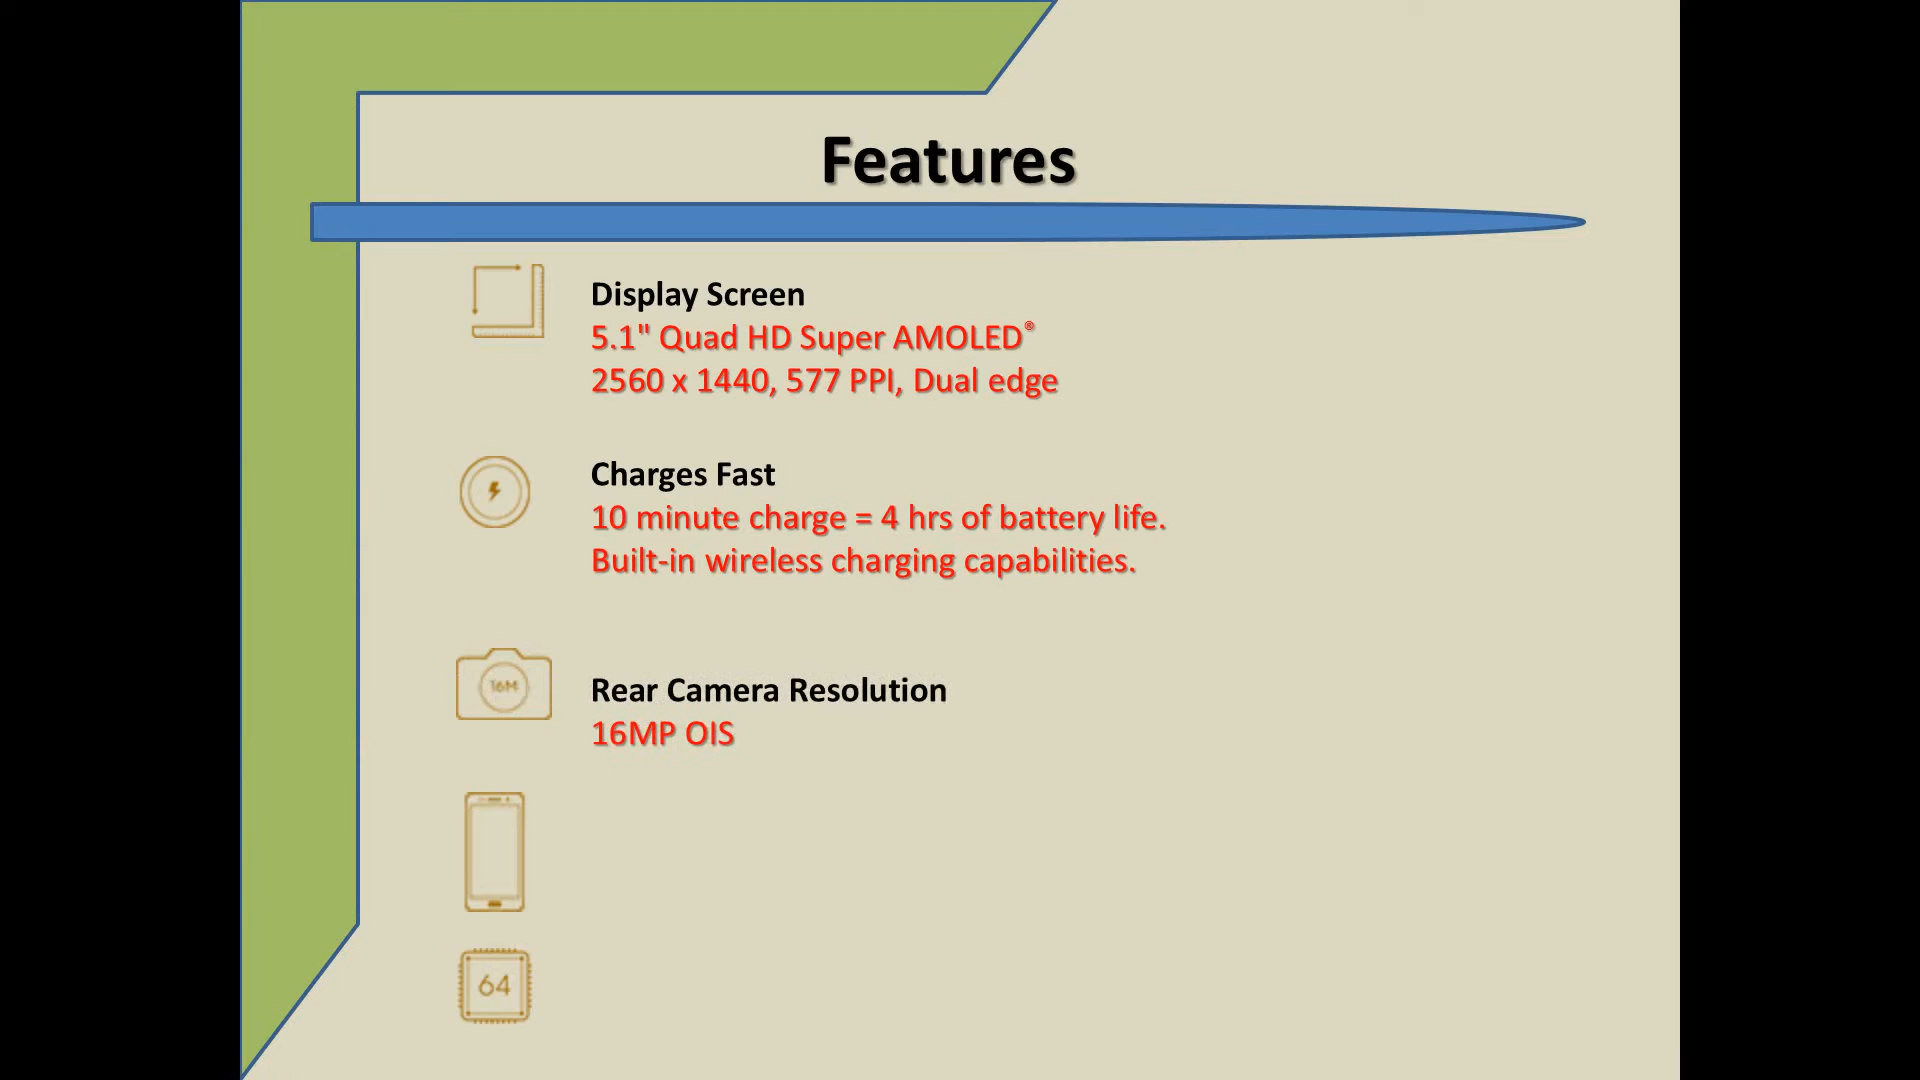 Features
Display Screen
5.1" Quad HD Super AMOLED®
2560 x 1440, 577 PPI, Dual edge
Charges Fast
10 minute charge = 4 hrs of battery life.
Built-in wireless charging capabilities.
16M
Rear Camera Resolution
16MP OIS
64